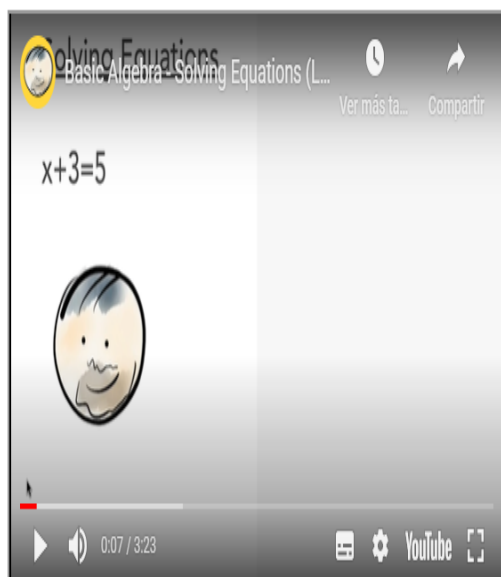 Solving Equations
Basic Algebra - Solving Equations (L...
Ver más ta...
Compartir
x+3=5
0:07 / 3:23
YouTube